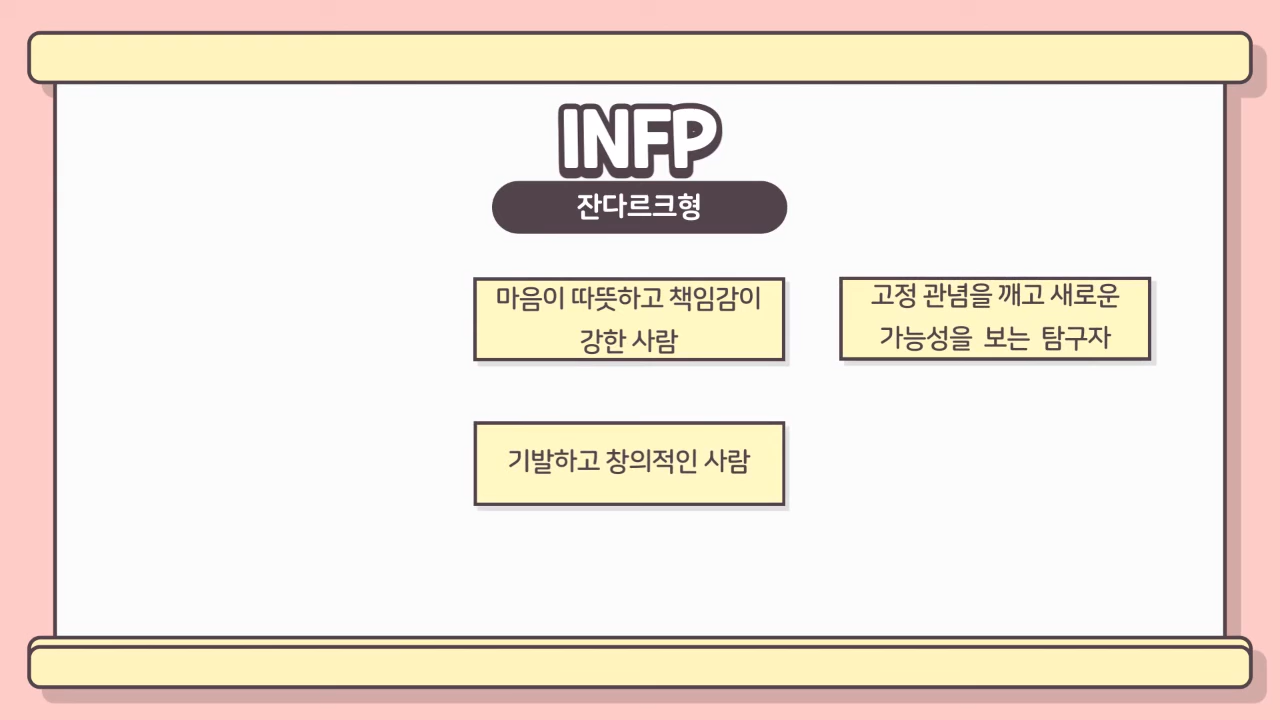 INFP
잔다르크형
마음이 따뜻하고 책임감이
강한 사람
고정 관념을 깨고 새로운
가능성을 보는 탐구자
기발하고 창의적인 사람